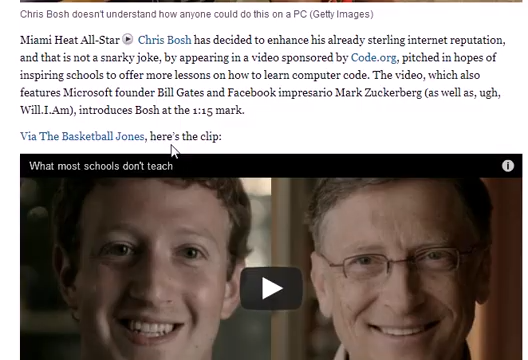 Chris Bosh doesn't understand how anyone could do this on a PC (Getty Images)
Miami Heat All-Star Chris Bosh has decided to enhance his already sterling internet reputation,
and that is not a snarky joke, by appearing in a video sponsored by Code.org, pitched in hopes of
inspiring schools to offer more lessons on how to learn computer code. The video, which also
features Microsoft founder Bill Gates and Facebook impresario Mark Zuckerberg (as well as, ugh,
Will.I.Am), introduces Bosh at the 1:15 mark.
Via The Basketball Jones, here's the clip:
What most schools don't teach